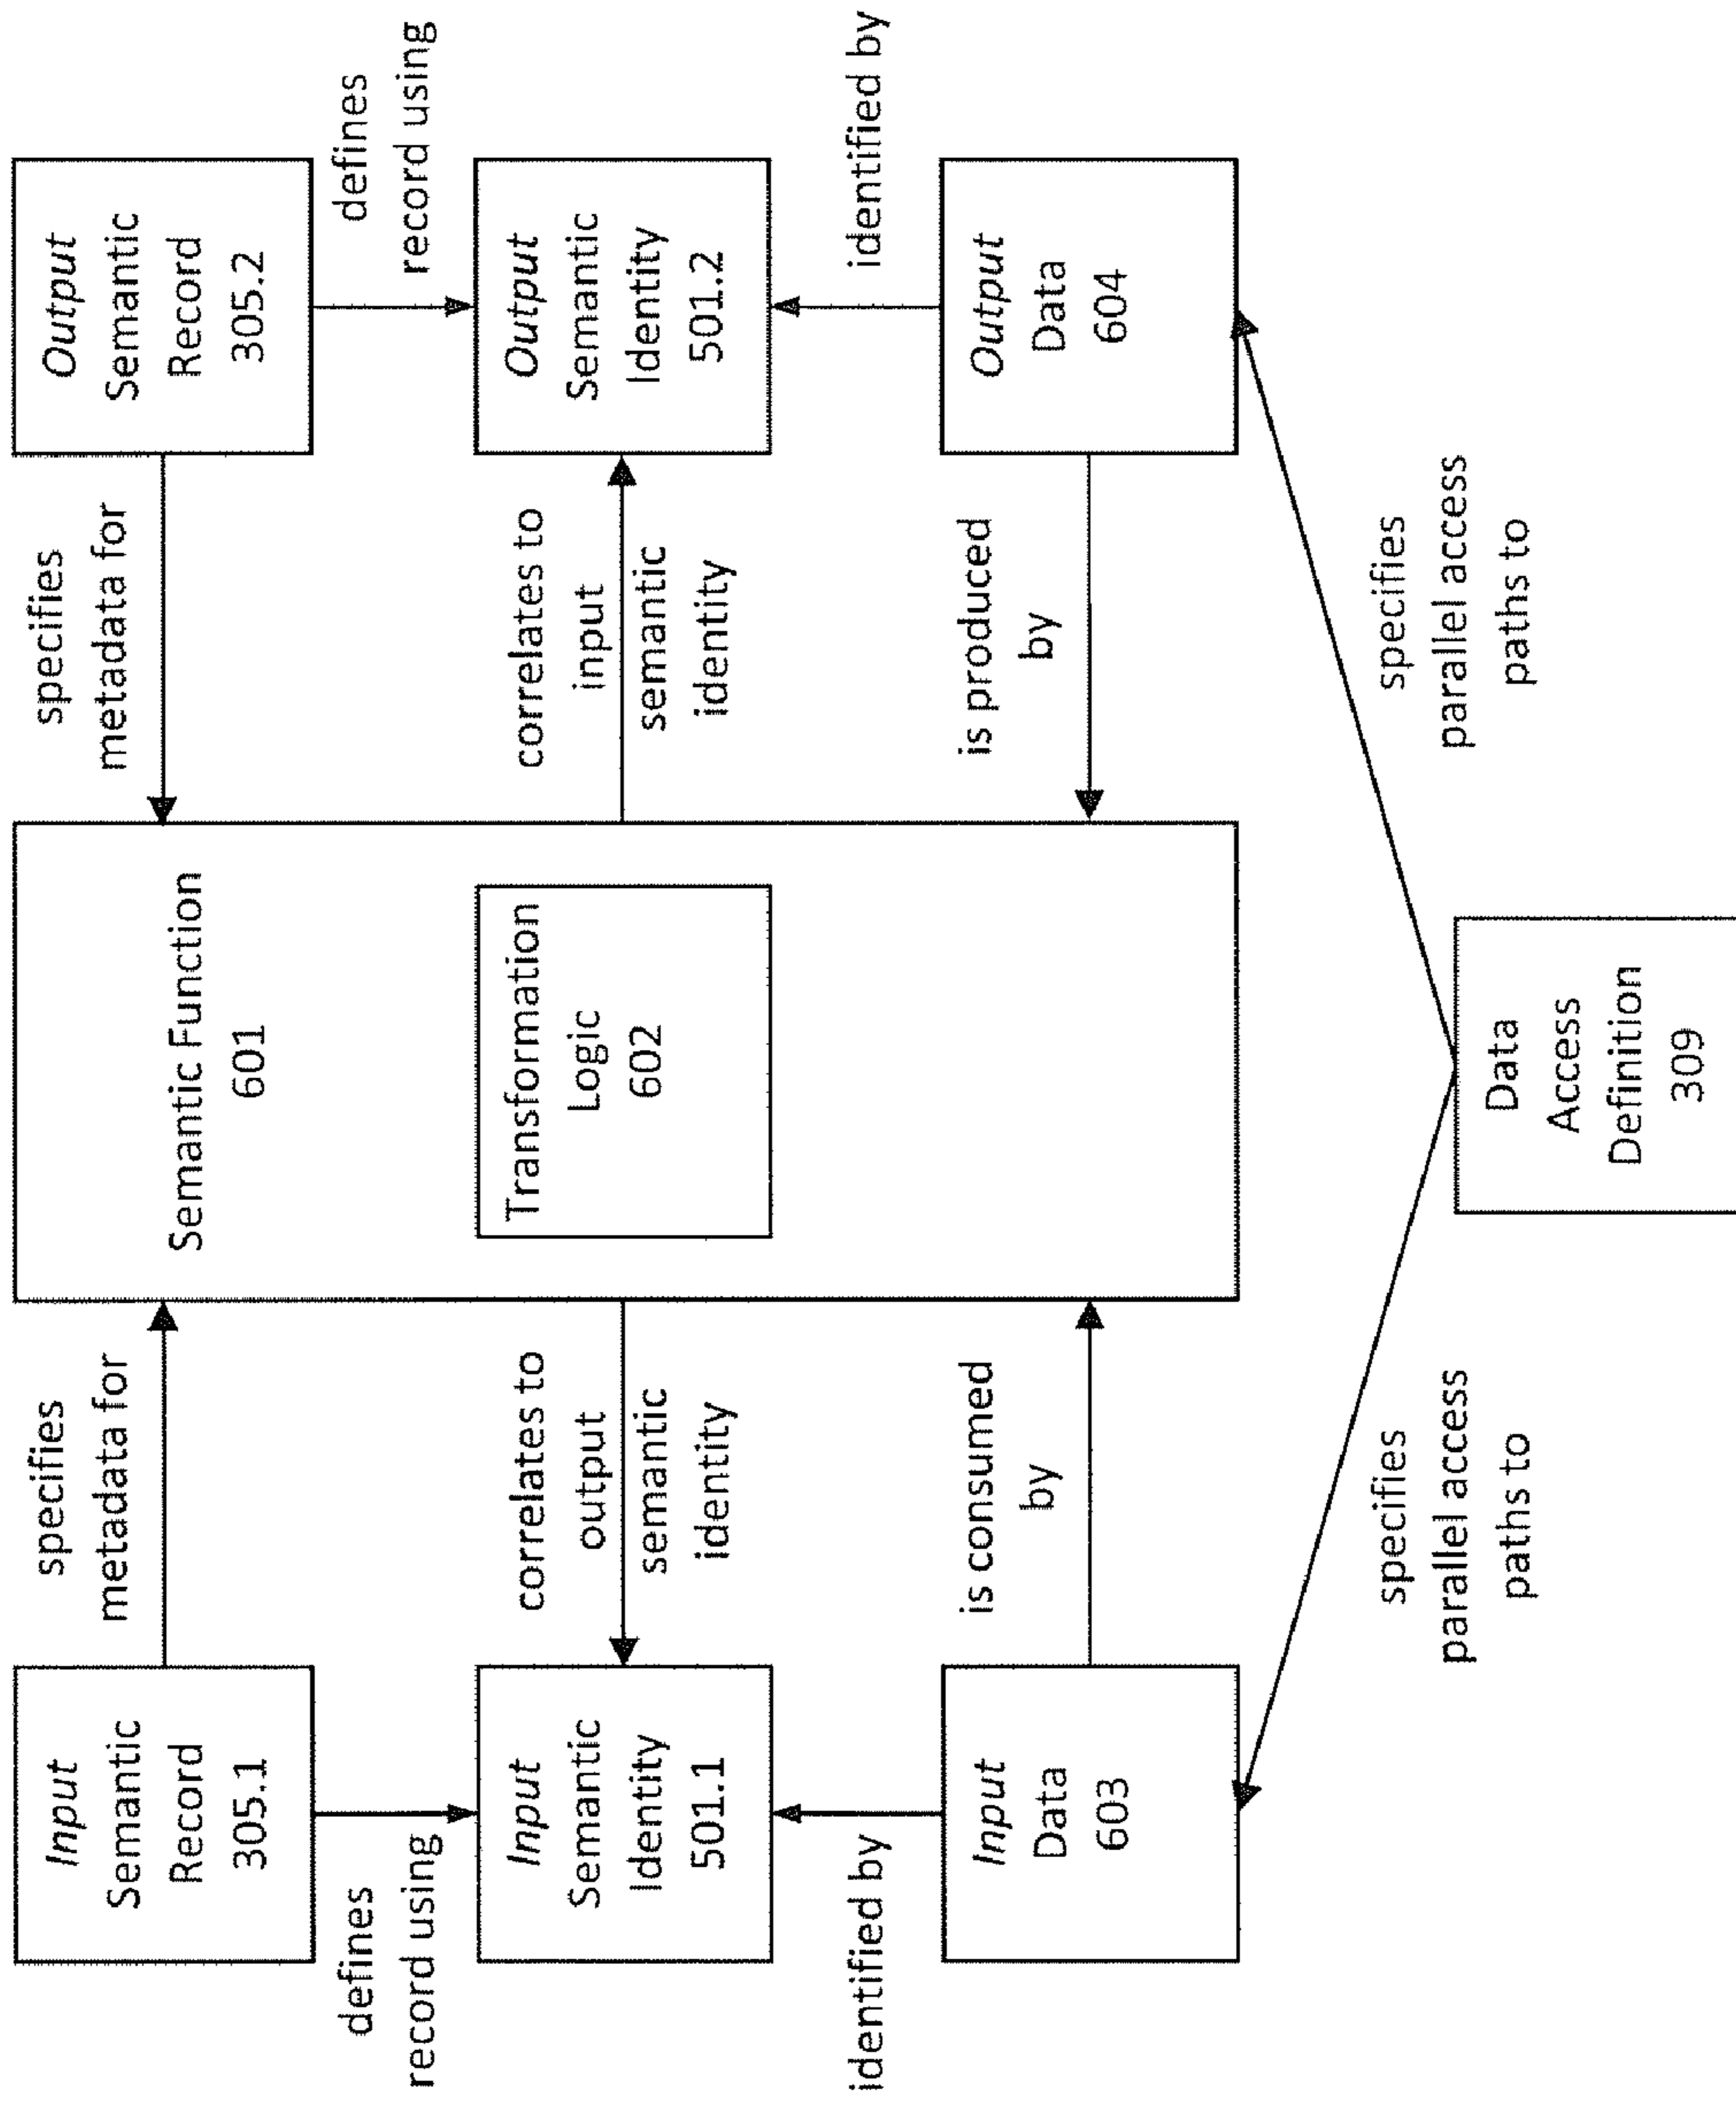 Input
Semantic
Record
305.1
specifies
metadata for
Semantic Function
601
specifies
metadata for
Output
Semantic
Record
305.2
defines
record using
defines
record using
Input
Semantic
Identity
501.1
correlates to
output
semantic
identity
Transformation
Logic
602
correlates to
input
semantic
identity
Output
Semantic
Identity
501.2
identified by
identified by
Input
Data
603
is consumed
by
is produced
by
Output
Data
604
specifies
parallel access
paths to
specifies
parallel access
paths to
Data
Access
Definition
309